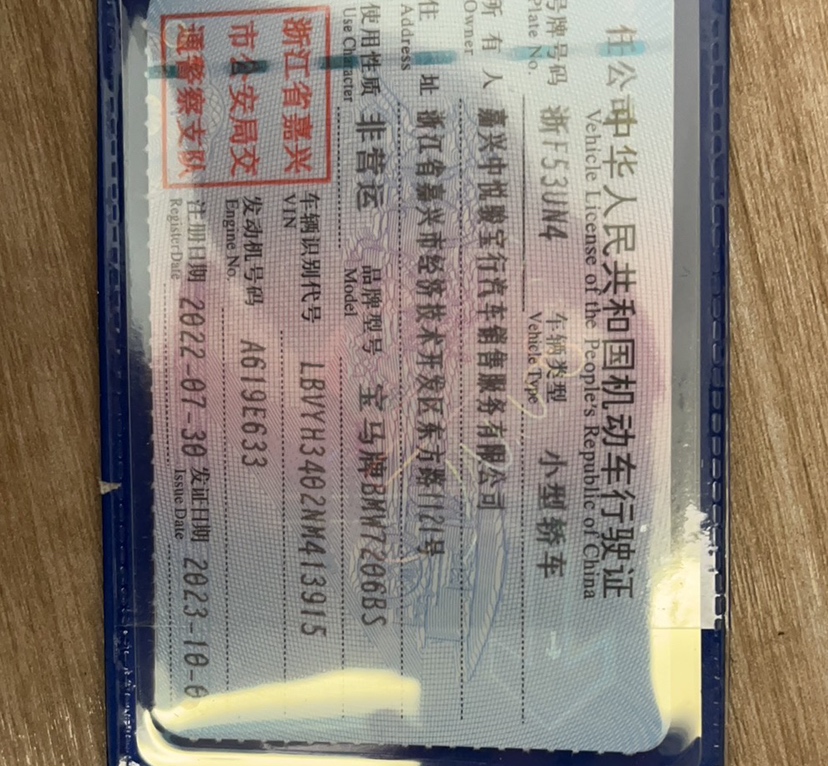 任公司
中华人民共和国机动车行驶证
Vehicle License of the People's Republic of China
号牌号码 浙F53UN4 车辆类型 小型轿车
Plate No. Vehicle Type
所有人 嘉兴中悦骏宝行汽车销售服务有限公司
Owner
住址 浙江省嘉兴市经济技术开发区东方路1121号
Address
使用性质 非营运 品牌型号 宝马牌BMW7206BS
Use Character Model
浙江省嘉兴
市公安局交
通警察支队
车辆识别代号 LBVYH3402NM413915
VIN
发动机号码 A619E633
Engine No.
注册日期 2022-07-30 发证日期 2023-10-0
Register Date Issue Date